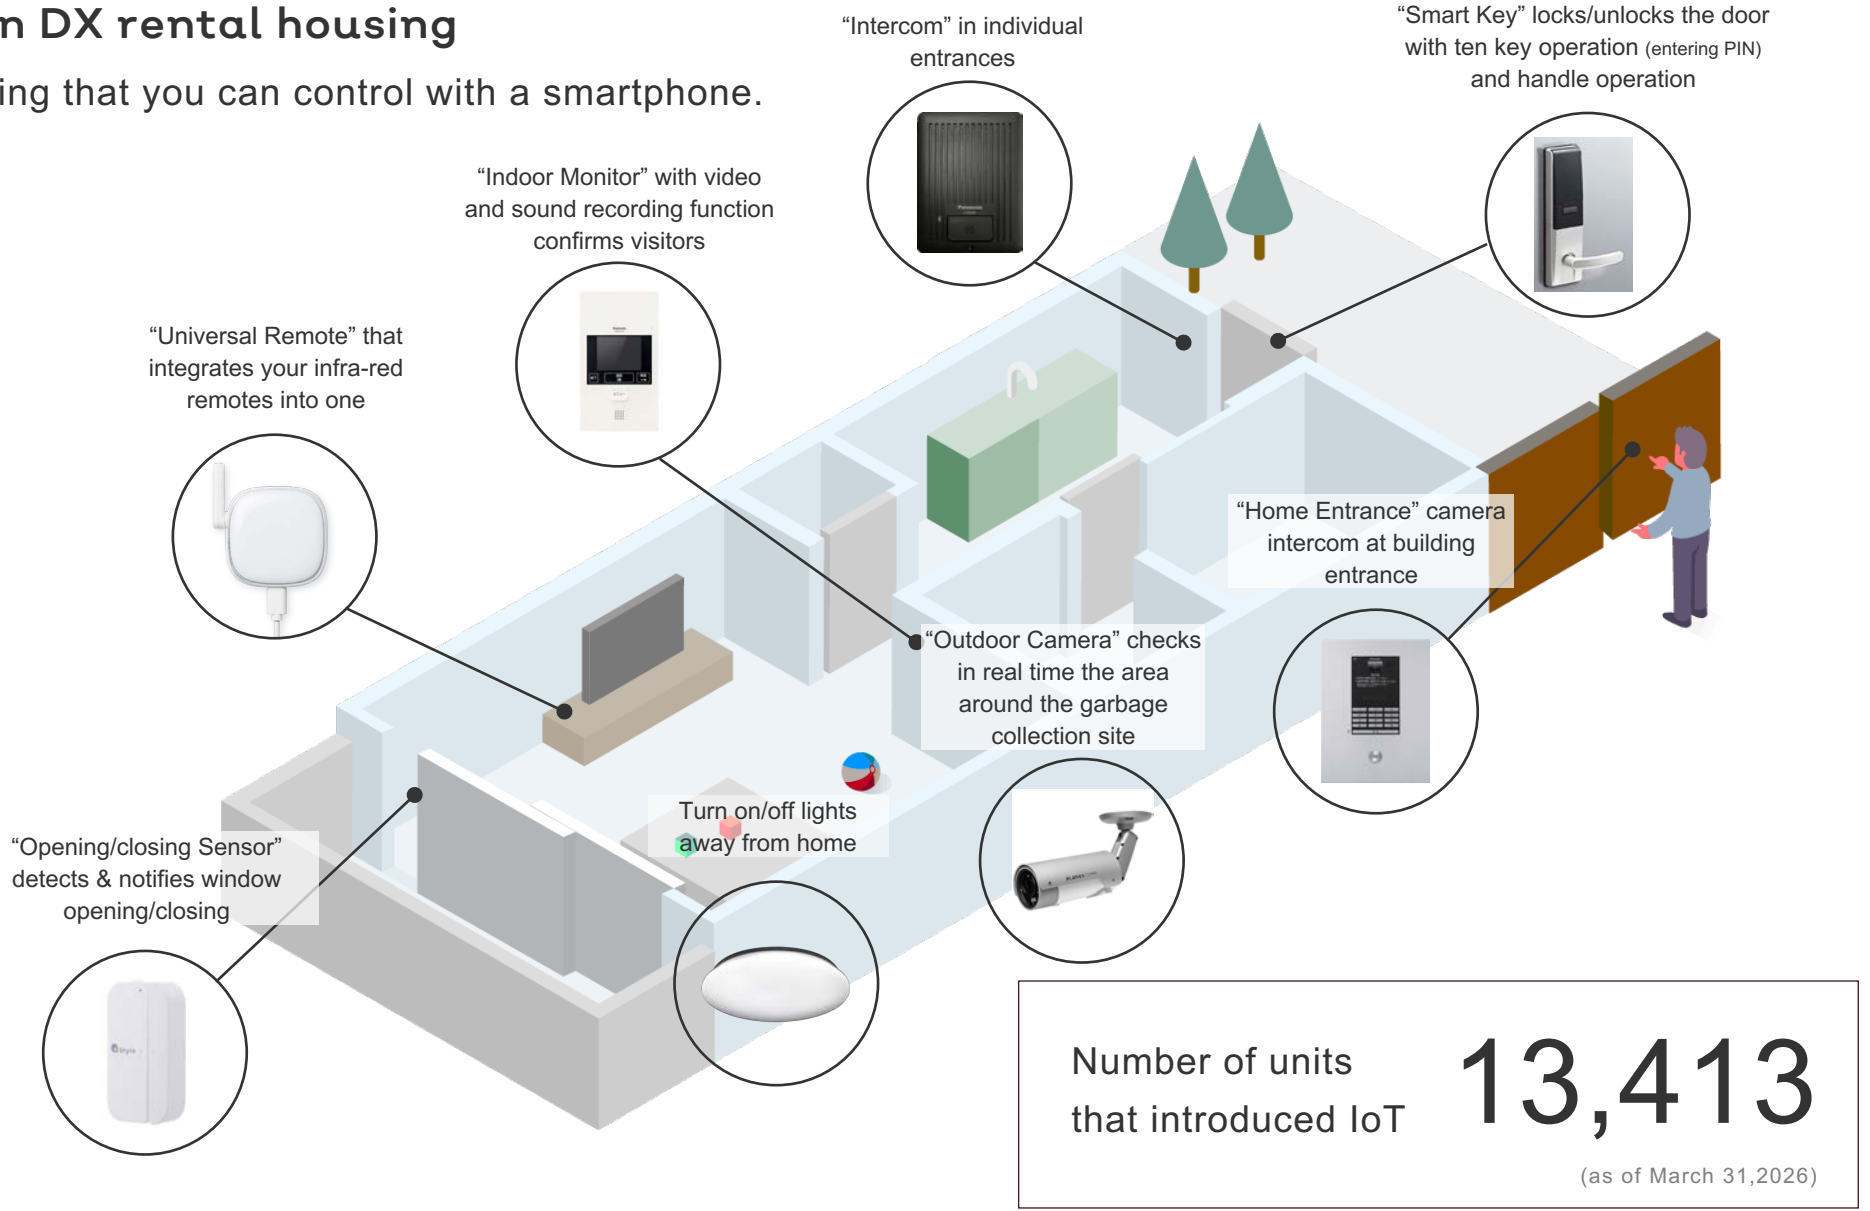 n DX rental housing
ing that you can control with a smartphone.
“Intercom” in individual
entrances
“Smart Key” locks/unlocks the door
with ten key operation (entering PIN)
and handle operation
“Indoor Monitor” with video
and sound recording function
confirms visitors
“Universal Remote” that
integrates your infra-red
remotes into one
“Home Entrance” camera
intercom at building
entrance
“Outdoor Camera” checks
in real time the area
around the garbage
collection site
Turn on/off lights
away from home
“Opening/closing Sensor”
detects & notifies window
opening/closing
Number of units
that introduced IoT
13,413
(as of March 31,2026)